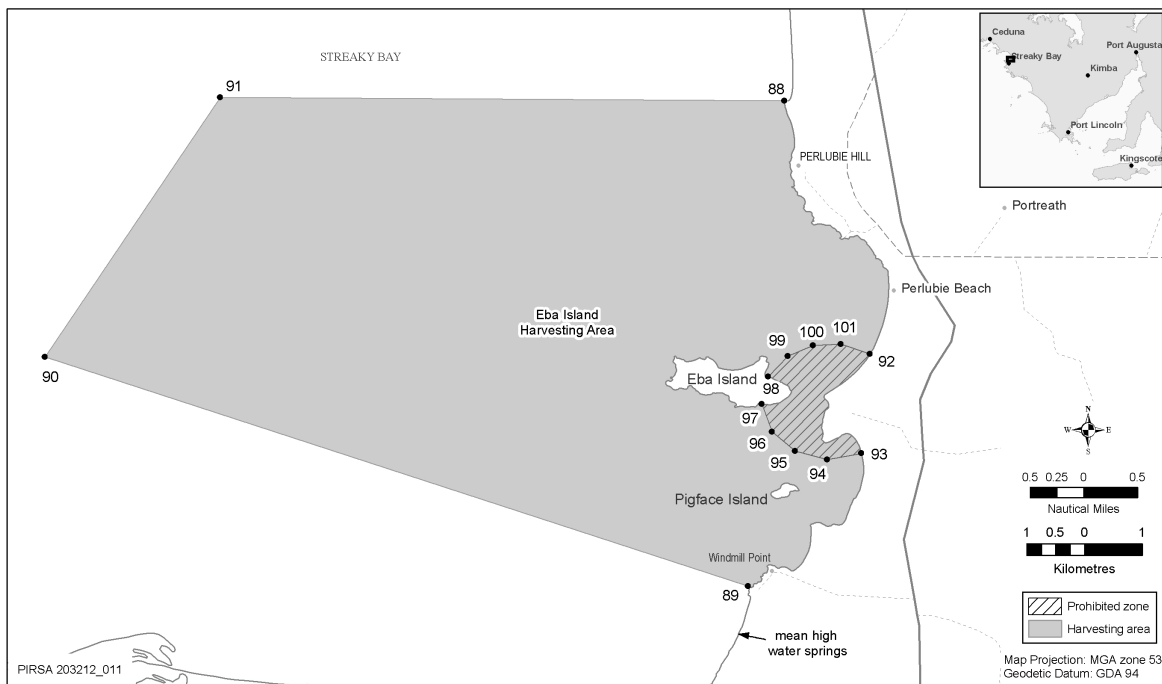 STREAKY BAY
91
88
Ceduna
Port Augusta
Streaky Bay
Kimba
Port Lincoln
Kingscote
PERLUBIE HILL
Portreath
Perlubie Beach
Eba Island
Harvesting Area
99
100
101
92
90
Eba Island
98
97
96
95
94
93
Pigface Island
Windmill Point
89
mean high
water springs
N
W E
S
0.5 0.25 0 0.5
Nautical Miles
1 0.5 0 1
Kilometres
Prohibited zone
Harvesting area
PIRSA 203212_011
Map Projection: MGA zone 53
Geodetic Datum: GDA 94